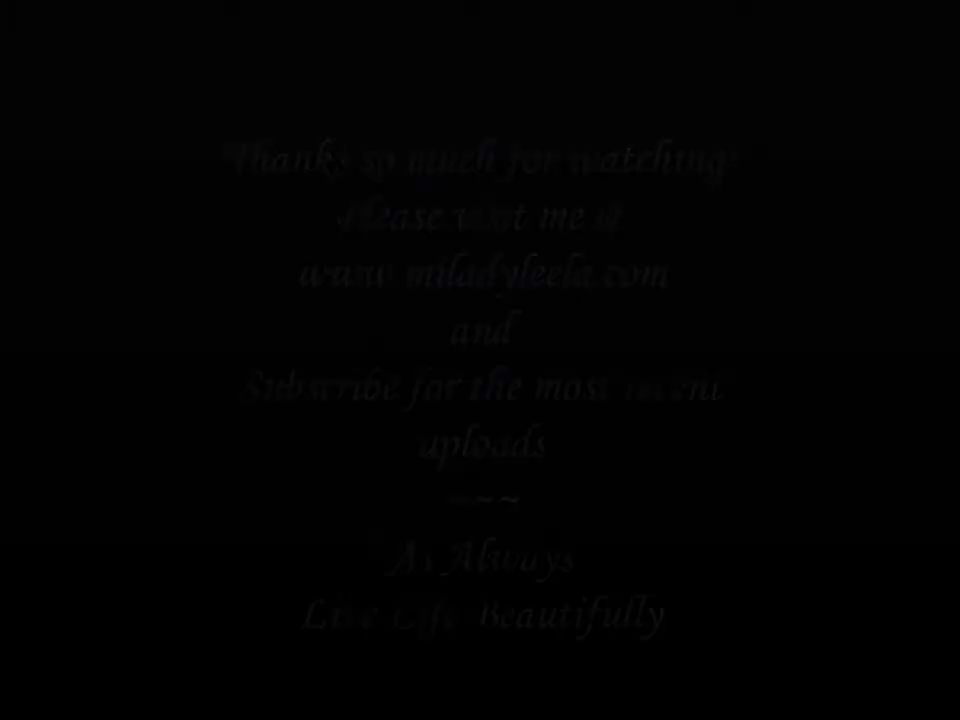 Thanks so much for watching!
Please visit me at
www.miladyleela.com
and
Subscribe for the most recent
uploads
~~~
As Always
Live Life Beautifully